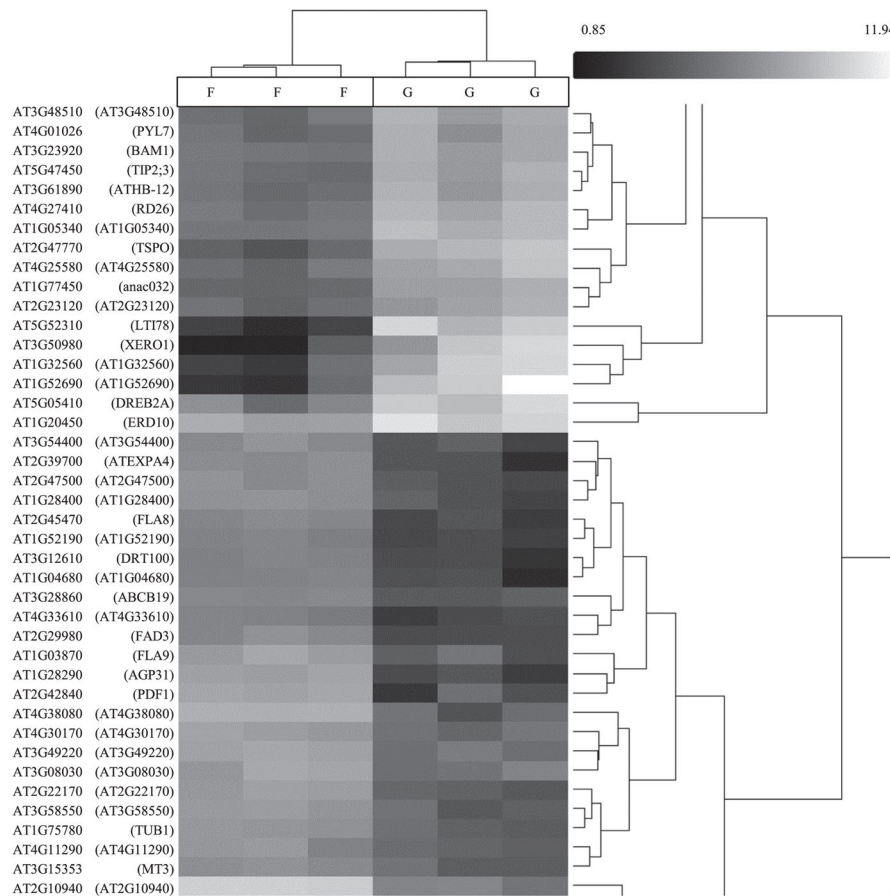 0.85 11.94
F F F G G G
AT3G48510 (AT3G48510)
AT4G01026 (PYL7)
AT3G23920 (BAM1)
AT5G47450 (TIP2;3)
AT3G61890 (ATHB-12)
AT4G27410 (RD26)
AT1G05340 (AT1G05340)
AT2G47770 (TSPO)
AT4G25580 (AT4G25580)
AT1G77450 (anac032)
AT2G23120 (AT2G23120)
AT5G52310 (LTI78)
AT3G50980 (XERO1)
AT1G32560 (AT1G32560)
AT1G52690 (AT1G52690)
AT5G05410 (DREB2A)
AT1G20450 (ERD10)
AT3G54400 (AT3G54400)
AT2G39700 (ATEXPA4)
AT2G47500 (AT2G47500)
AT1G28400 (AT1G28400)
AT2G45470 (FLA8)
AT1G52190 (AT1G52190)
AT3G12610 (DRT100)
AT1G04680 (AT1G04680)
AT3G28860 (ABCB19)
AT4G33610 (AT4G33610)
AT2G29980 (FAD3)
AT1G03870 (FLA9)
AT1G28290 (AGP31)
AT2G42840 (PDF1)
AT4G38080 (AT4G38080)
AT4G30170 (AT4G30170)
AT3G49220 (AT3G49220)
AT3G08030 (AT3G08030)
AT2G22170 (AT2G22170)
AT3G58550 (AT3G58550)
AT1G75780 (TUB1)
AT4G11290 (AT4G11290)
AT3G15353 (MT3)
AT2G10940 (AT2G10940)